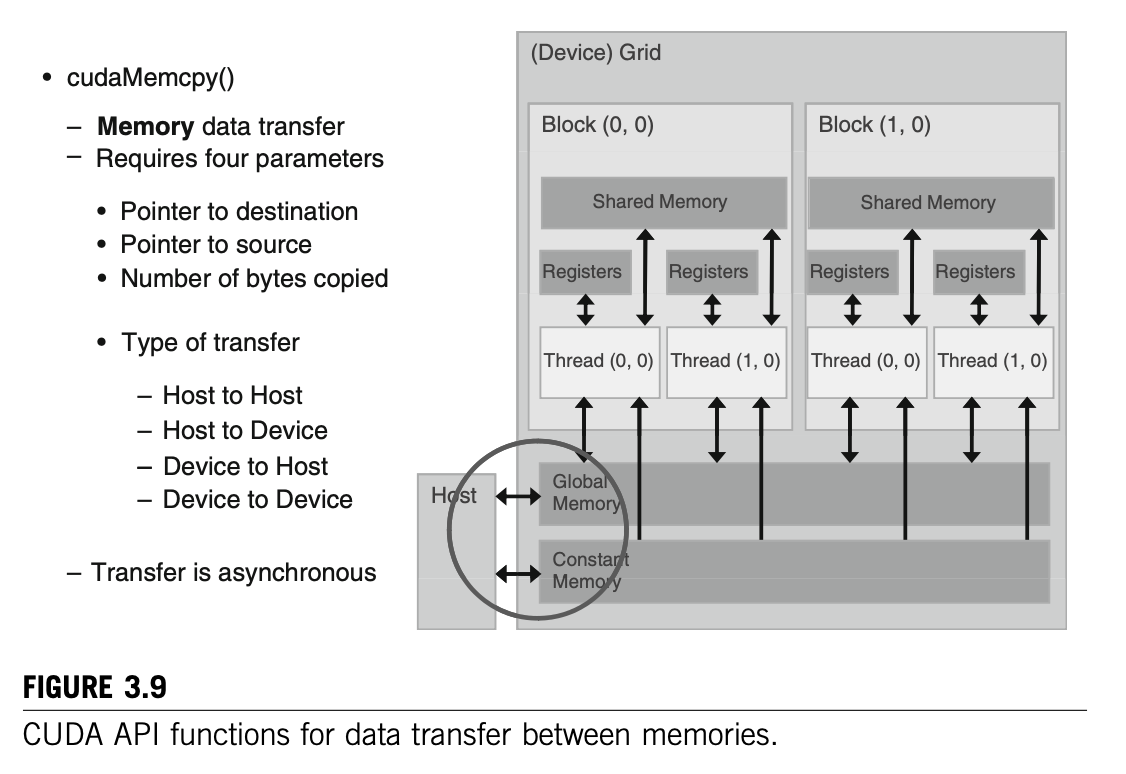 • cudaMemcpy()
– Memory data transfer
– Requires four parameters
• Pointer to destination
• Pointer to source
• Number of bytes copied
• Type of transfer
– Host to Host
– Host to Device
– Device to Host
– Device to Device
– Transfer is asynchronous
(Device) Grid
Block (0, 0)
Shared Memory
Registers
Registers
Thread (0, 0)
Thread (1, 0)
Block (1, 0)
Shared Memory
Registers
Registers
Thread (0, 0)
Thread (1, 0)
Host
Global
Memory
Constant
Memory
FIGURE 3.9
CUDA API functions for data transfer between memories.